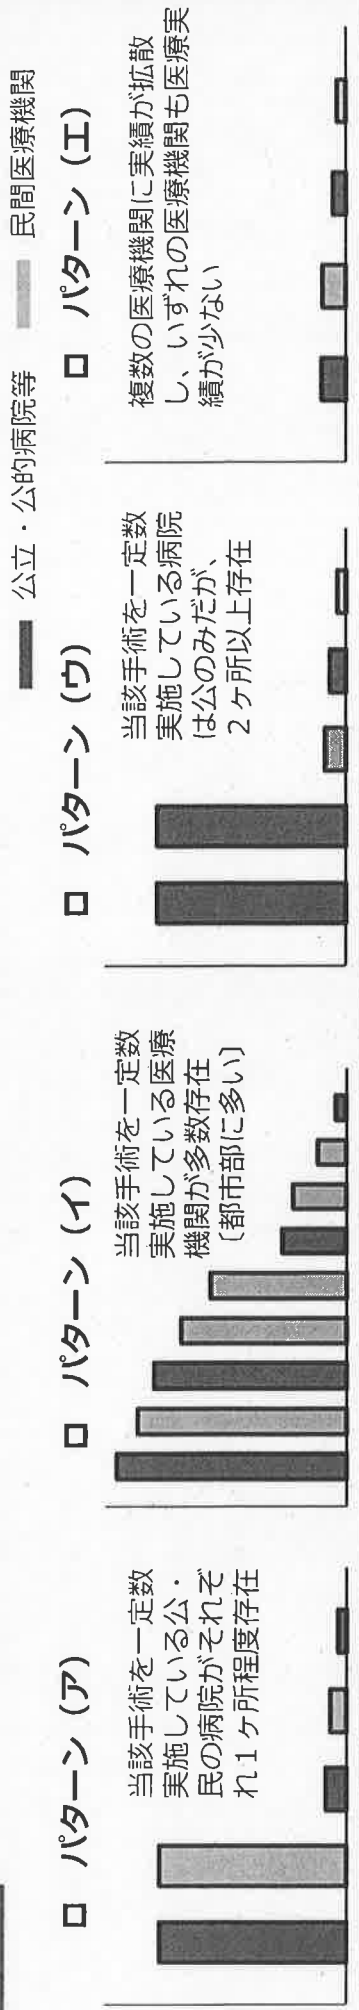 公立・公的病院等 民間医療機関
□ パターン（ア）
当該手術を一定数
実施している公・
民の病院がそれぞ
れ１ヶ所程度存在
□ パターン（イ）
当該手術を一定数
実施している医療
機関が多数存在
〔都市部に多い〕
□ パターン（ウ）
当該手術を一定数
実施している病院
は公のみだが、
２ヶ所以上存在
□ パターン（エ）
複数の医療機関に実績が拡散
し、いずれの医療機関も医療実
績が少ない